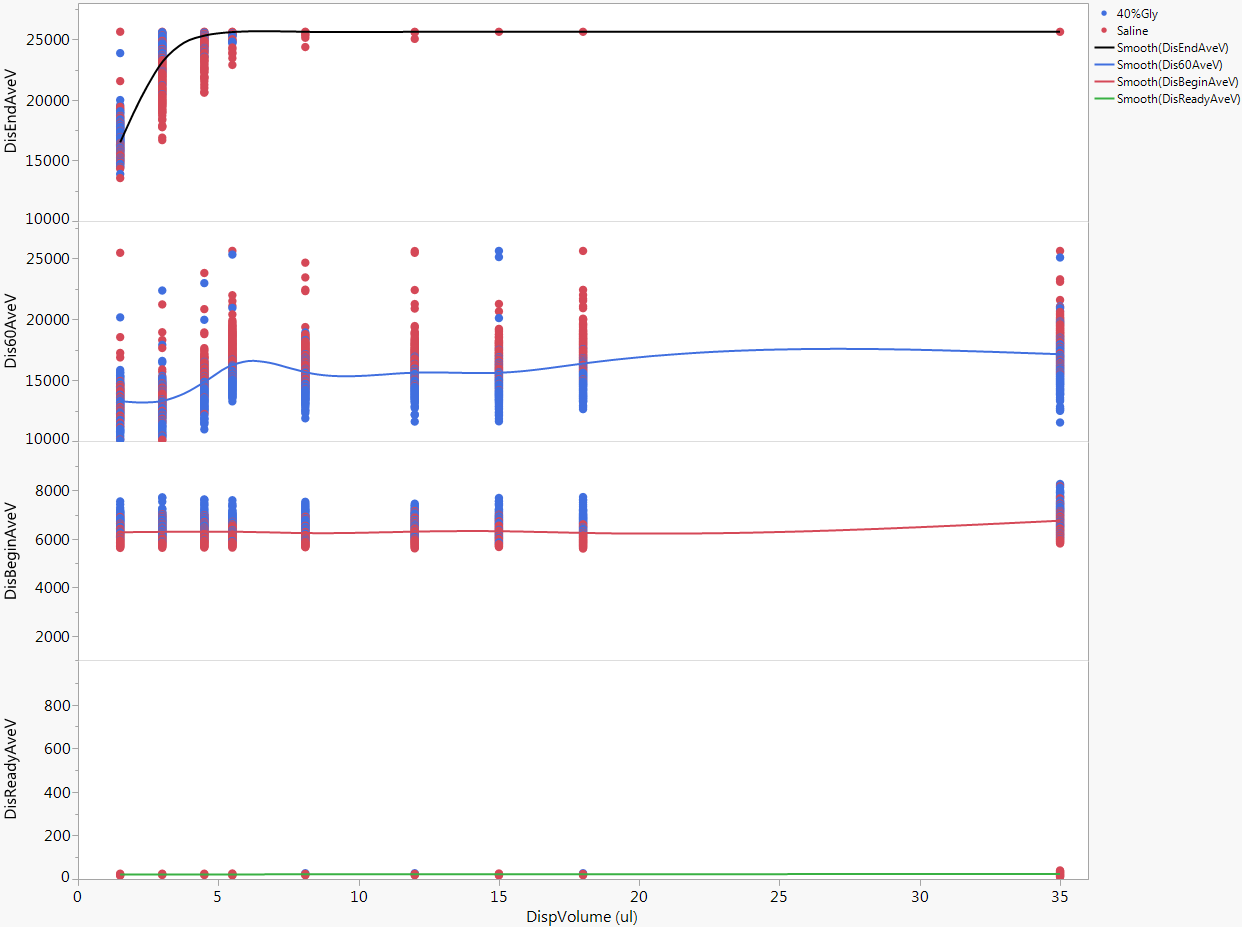 40%Gly
Saline
Smooth(DisEndAveV)
Smooth(Dis60AveV)
Smooth(DisBeginAveV)
Smooth(DisReadyAveV)
DisEndAveV
25000
20000
15000
10000
Dis60AveV
25000
20000
15000
10000
DisBeginAveV
8000
6000
4000
2000
DisReadyAveV
800
600
400
200
0
0 5 10 15 20 25 30 35
DispVolume (ul)